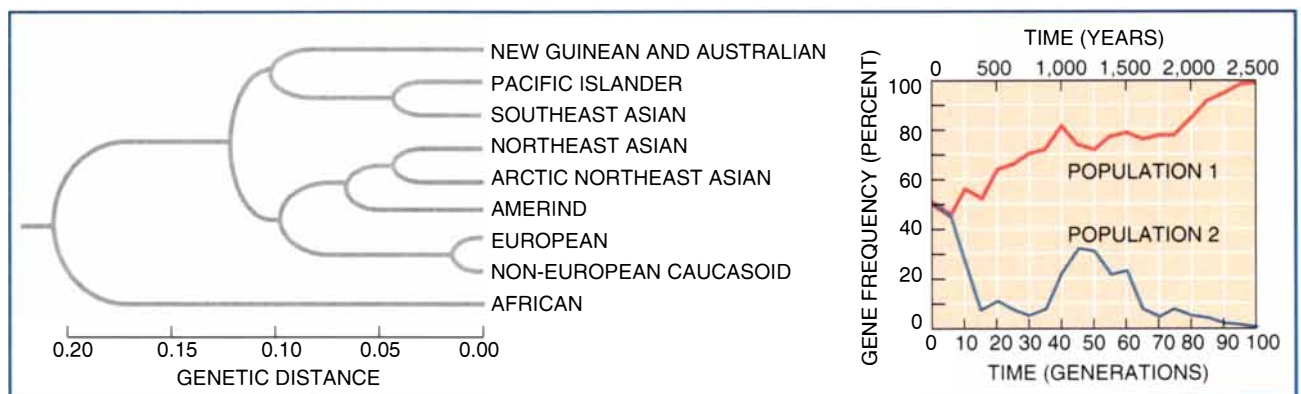 NEW GUINEAN AND AUSTRALIAN
PACIFIC ISLANDER
SOUTHEAST ASIAN
NORTHEAST ASIAN
ARCTIC NORTHEAST ASIAN
AMERIND
EUROPEAN
NON-EUROPEAN CAUCASOID
AFRICAN
0.20 0.15 0.10 0.05 0.00
GENETIC DISTANCE
TIME (YEARS)
0 500 1,000 1,500 2,000 2,500
GENE FREQUENCY (PERCENT)
100
80
60
40
20
0
POPULATION 1
POPULATION 2
0 10 20 30 40 50 60 70 80 90 100
TIME (GENERATIONS)